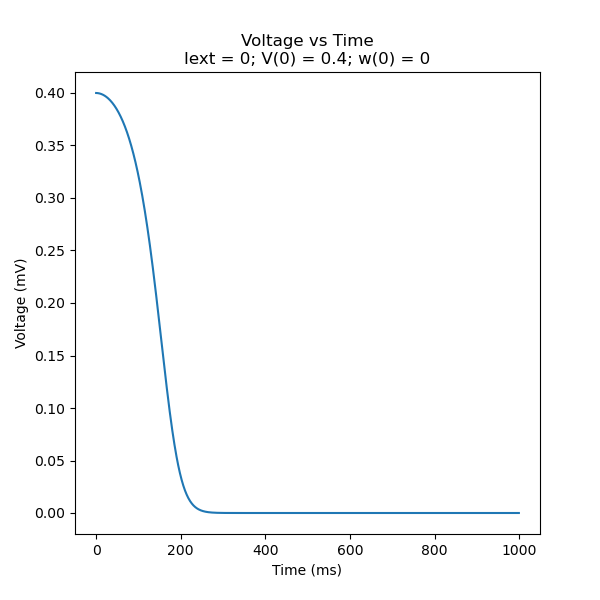 Voltage vs Time
Iext = 0; V(0) = 0.4; w(0) = 0
0.40
0.35
0.30
0.25
0.20
0.15
0.10
0.05
0.00
Voltage (mV)
0 200 400 600 800 1000
Time (ms)